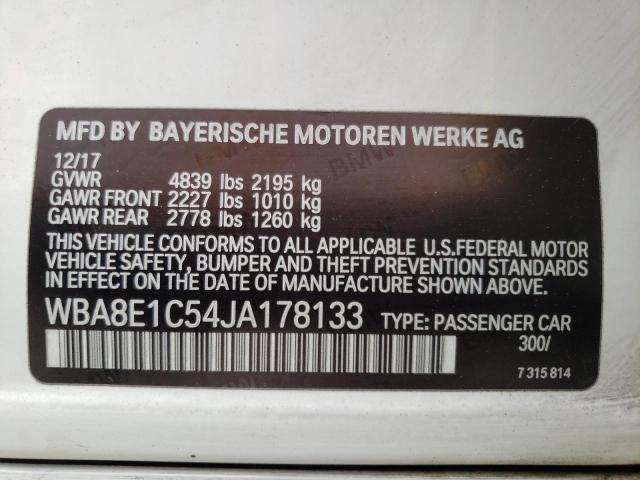 MFD BY BAYERISCHE MOTOREN WERKE AG
12/17
GVWR 4839 lbs 2195 kg
GAWR FRONT 2227 lbs 1010 kg
GAWR REAR 2778 lbs 1260 kg
THIS VEHICLE CONFORMS TO ALL APPLICABLE U.S.FEDERAL MOTOR
VEHICLE SAFETY, BUMPER AND THEFT PREVENTION STANDARDS
IN EFFECT ON THE DATE OF MANUFACTURE SHOWN ABOVE.
WBA8E1C54JA178133 TYPE: PASSENGER CAR
300/
7 315 814